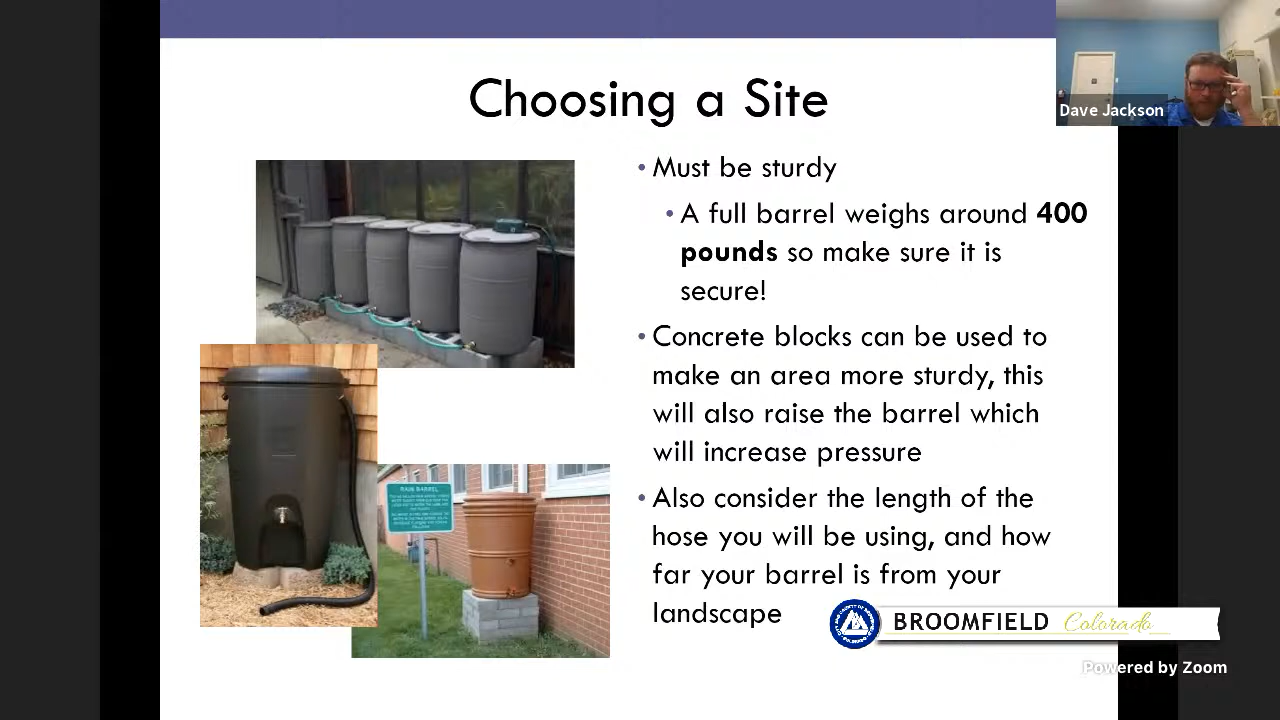 Choosing a Site
Dave Jackson
• Must be sturdy
• A full barrel weighs around 400
pounds so make sure it is
secure!
• Concrete blocks can be used to
make an area more sturdy, this
will also raise the barrel which
will increase pressure
• Also consider the length of the
hose you will be using, and how
far your barrel is from your
landscape
RAIN BARREL
BROOMFIELD Colorado
Powered by Zoom